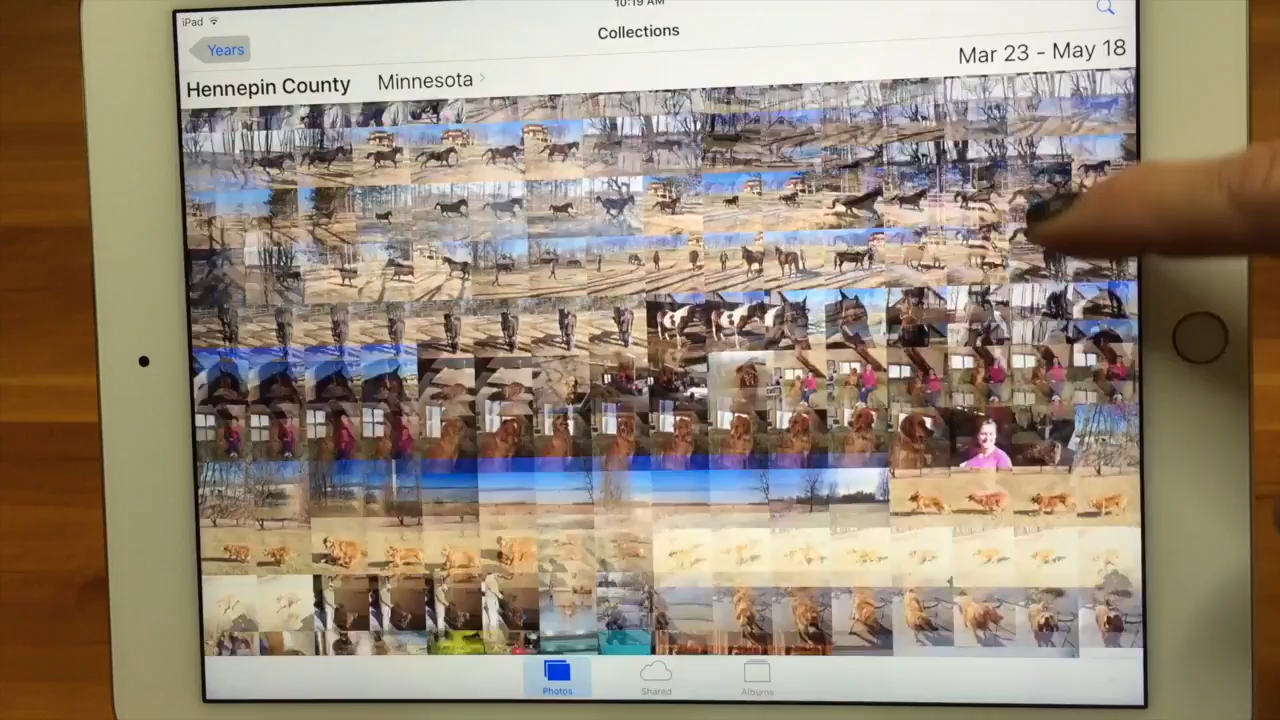 iPad
10:19 AM
Years
Collections
Hennepin County Minnesota
Mar 23 - May 18
Photos
Shared
Albums